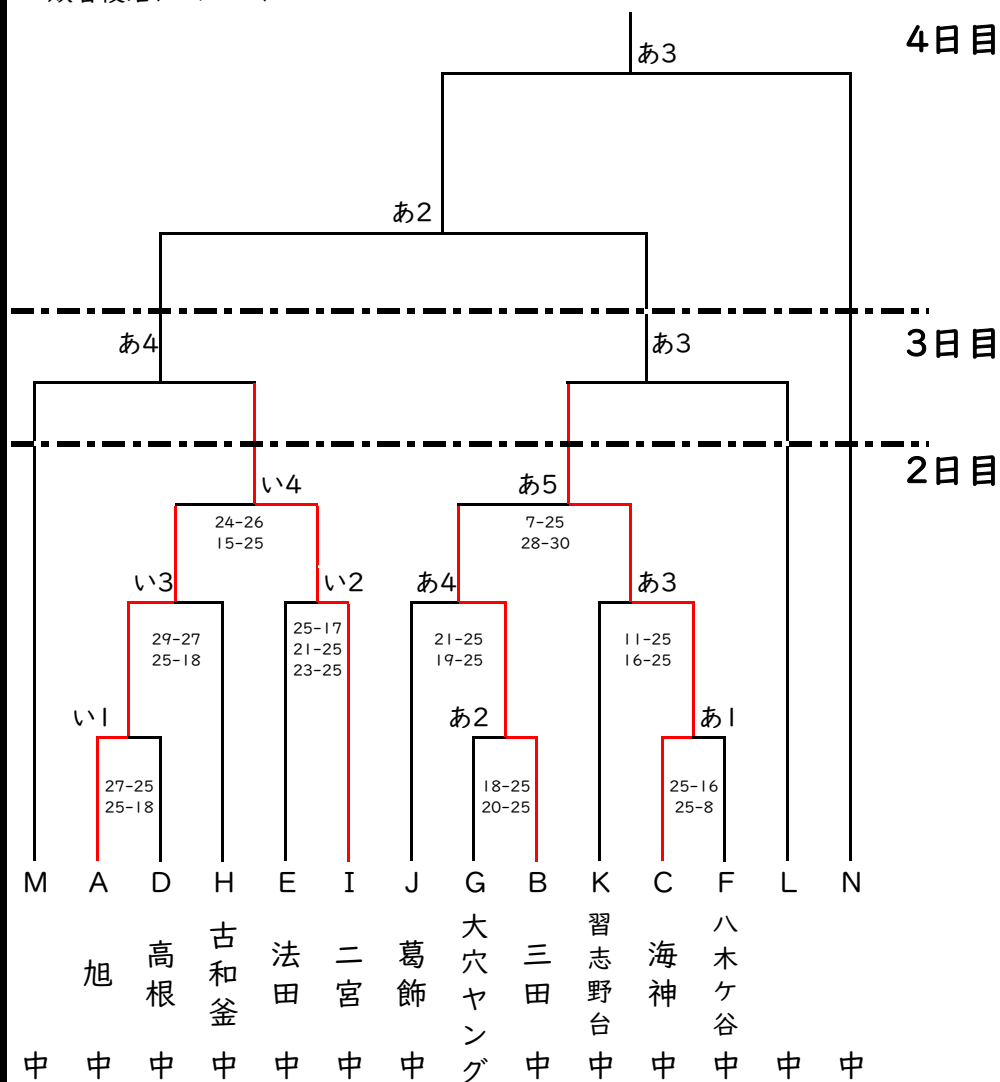 4日目
あ3
あ2
あ4
あ3
3日目
2日目
い4
あ5
24-26
15-25
7-25
28-30
い3
い2
あ4
あ3
29-27
25-18
25-17
21-25
23-25
21-25
19-25
11-25
16-25
い1
あ2
あ1
27-25
25-18
18-25
20-25
25-16
25-8
M A D H E I J G B K C F L N
中
旭中
高根中
古和釜中
法田中
二宮中
葛飾中
大穴ヤング
三田中
習志野台中
海神中
八木ケ谷中
中
中